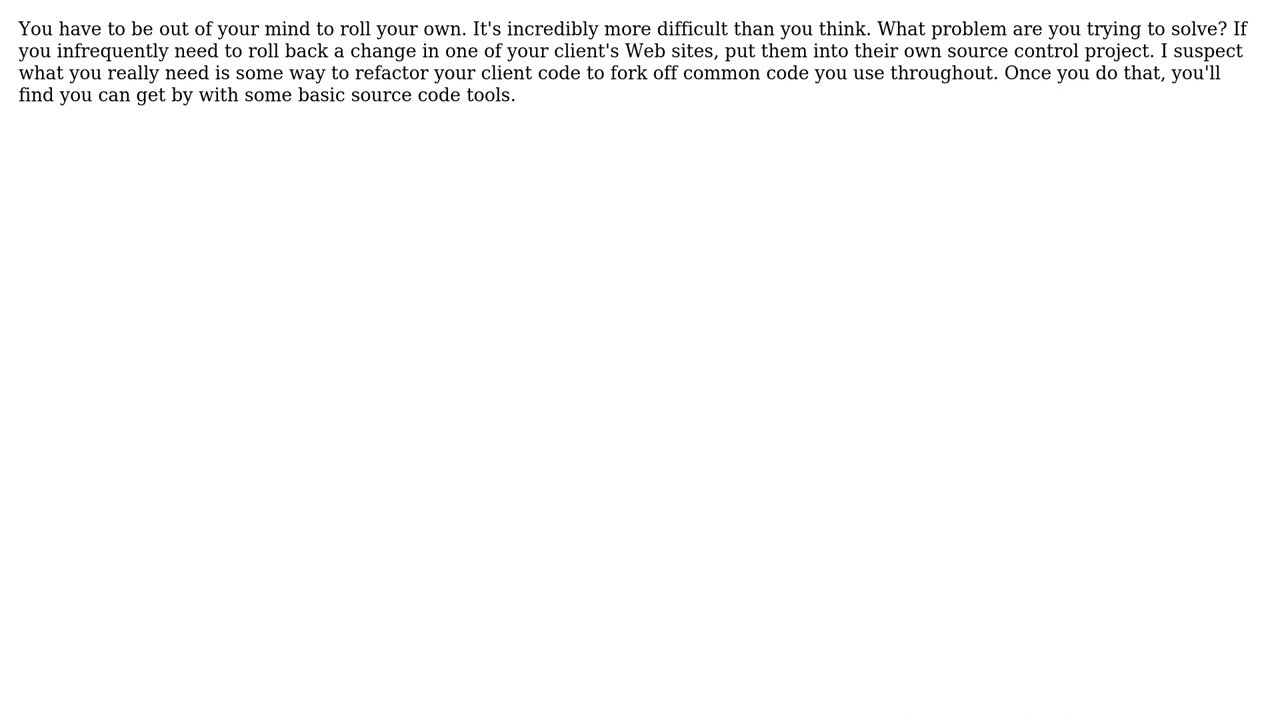 You have to be out of your mind to roll your own. It's incredibly more difficult than you think. What problem are you trying to solve? If
you infrequently need to roll back a change in one of your client's Web sites, put them into their own source control project. I suspect
what you really need is some way to refactor your client code to fork off common code you use throughout. Once you do that, you'll
find you can get by with some basic source code tools.